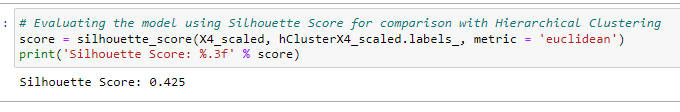 : # Evaluating the model using Silhouette Score for comparison with Hierarchical Clustering
score = silhouette_score(X4_scaled, hClusterX4_scaled.labels_, metric = 'euclidean')
print('Silhouette Score: %.3f' % score)
Silhouette Score: 0.425